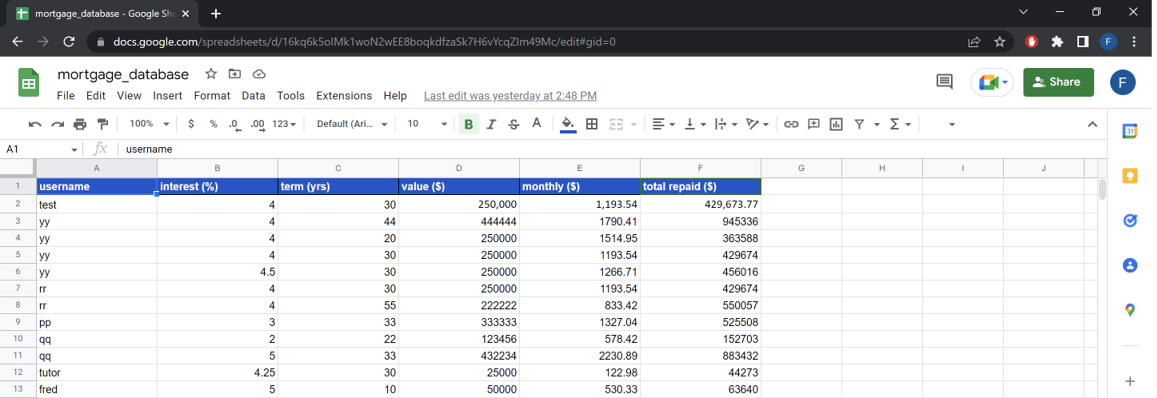 mortgage_database - Google She
docs.google.com/spreadsheets/d/16kq6k5oIMk1woN2wEE8boqkdfzaSk7H6vYcqZIm49Mc/edit#gid=0
F
mortgage_database
File Edit View Insert Format Data Tools Extensions Help Last edit was yesterday at 2:48 PM
Share
F
100% $ % .0 .00 123 Default (Ari... 10 B I S A
31
A1 fx username
A B C D E F G H I J
1 username interest (%) term (yrs) value ($) monthly ($) total repaid ($)
2 test 4 30 250,000 1,193.54 429,673.77
3 yy 4 44 444444 1790.41 945336
4 yy 4 20 250000 1514.95 363588
5 yy 4 30 250000 1193.54 429674
6 yy 4.5 30 250000 1266.71 456016
7 rr 4 30 250000 1193.54 429674
8 rr 4 55 222222 833.42 550057
9 pp 3 33 333333 1327.04 525508
10 qq 2 22 123456 578.42 152703
11 qq 5 33 432234 2230.89 883432
12 tutor 4.25 30 25000 122.98 44273
13 fred 5 10 50000 530.33 63640